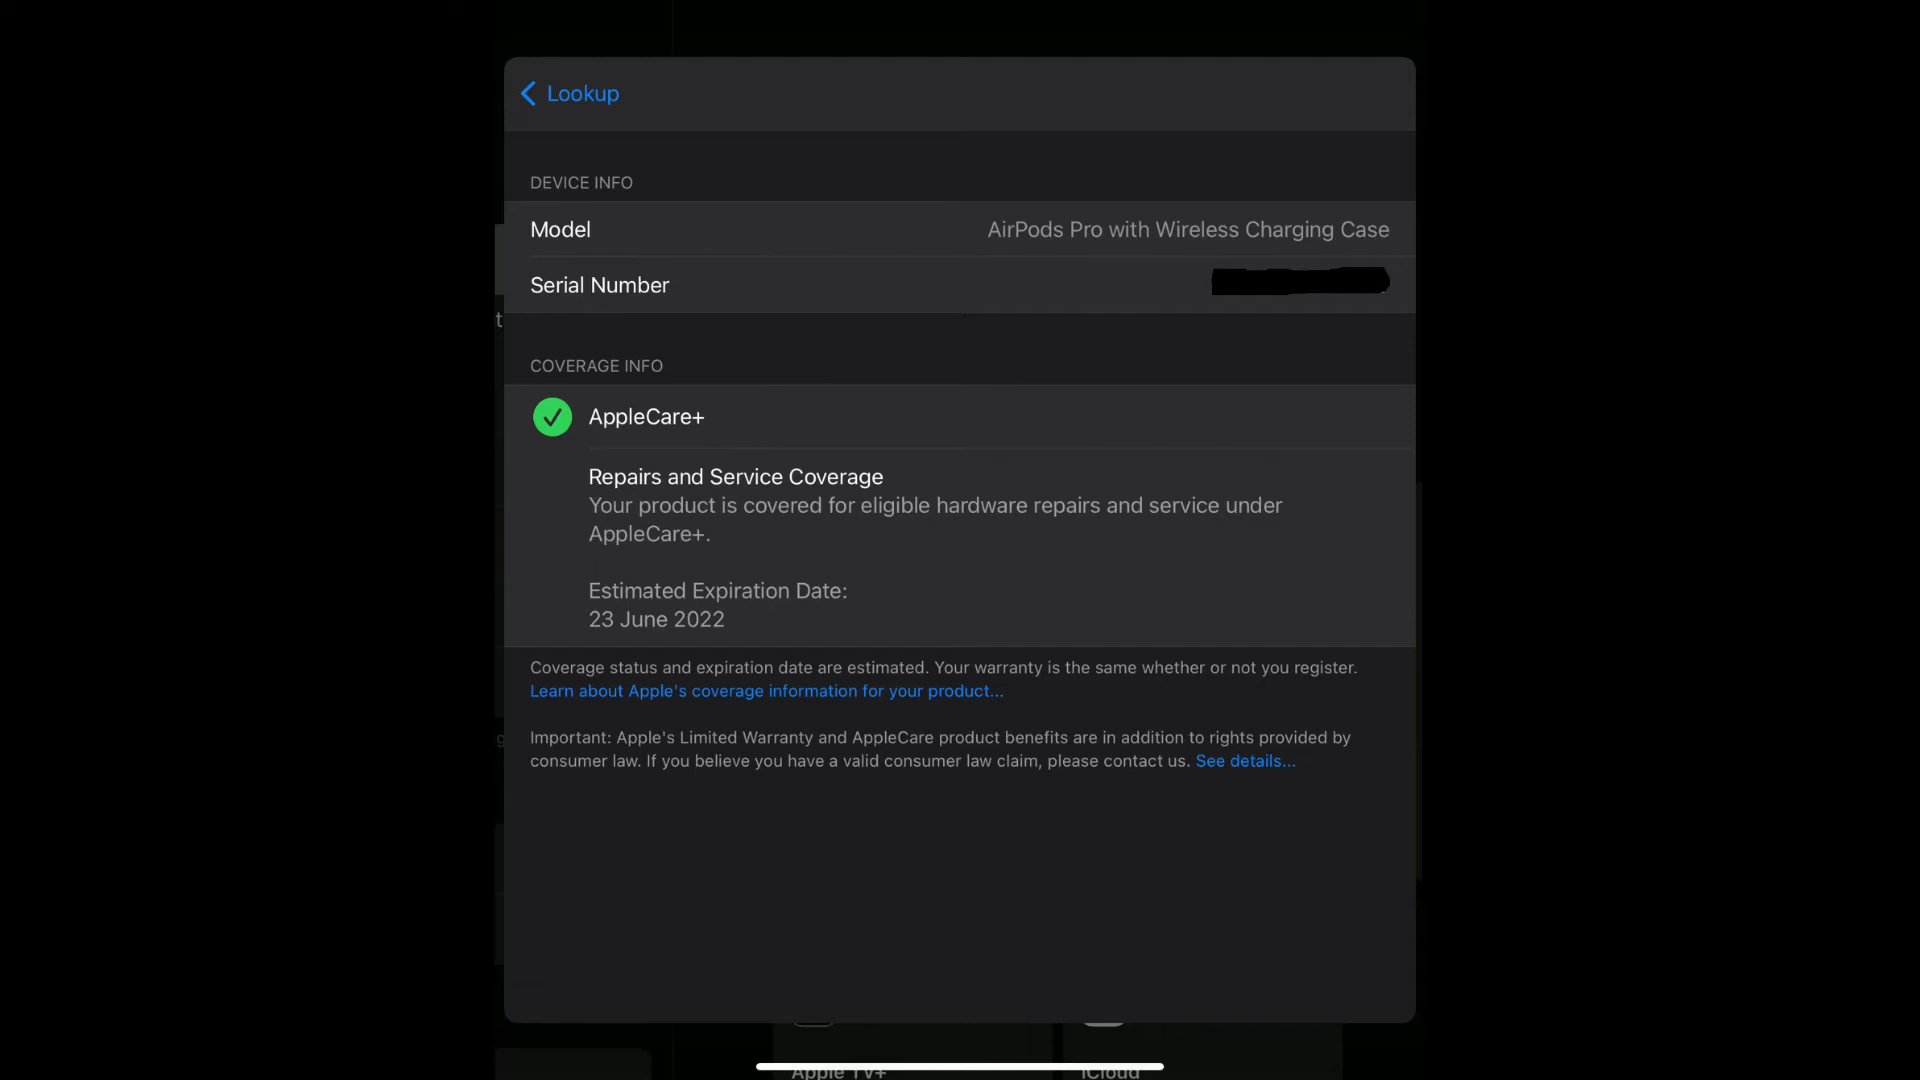 Lookup
DEVICE INFO
Model
AirPods Pro with Wireless Charging Case
Serial Number
COVERAGE INFO
AppleCare+
Repairs and Service Coverage
Your product is covered for eligible hardware repairs and service under
AppleCare+.
Estimated Expiration Date:
23 June 2022
Coverage status and expiration date are estimated. Your warranty is the same whether or not you register.
Learn about Apple's coverage information for your product...
Important: Apple's Limited Warranty and AppleCare product benefits are in addition to rights provided by
consumer law. If you believe you have a valid consumer law claim, please contact us. See details...
Apple TV+
iCloud